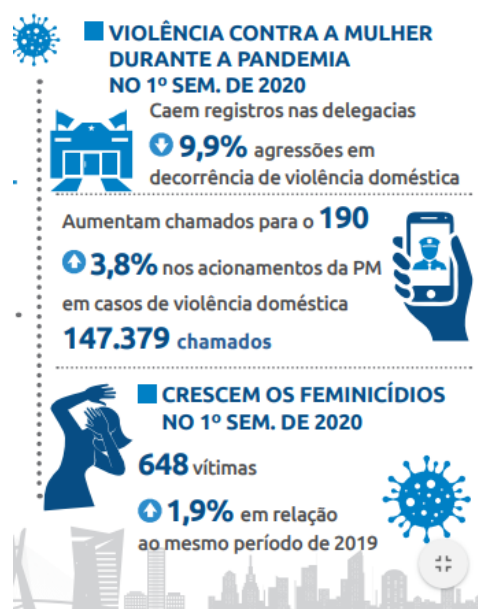 VIOLÊNCIA CONTRA A MULHER
DURANTE A PANDEMIA
NO 1º SEM. DE 2020
Caem registros nas delegacias
9,9% agressões em
decorrência de violência doméstica
Aumentam chamados para o 190
3,8% nos acionamentos da PM
em casos de violência doméstica
147.379 chamados
CRESCEM OS FEMINICÍDIOS
NO 1º SEM. DE 2020
648 vítimas
1,9% em relação
ao mesmo período de 2019